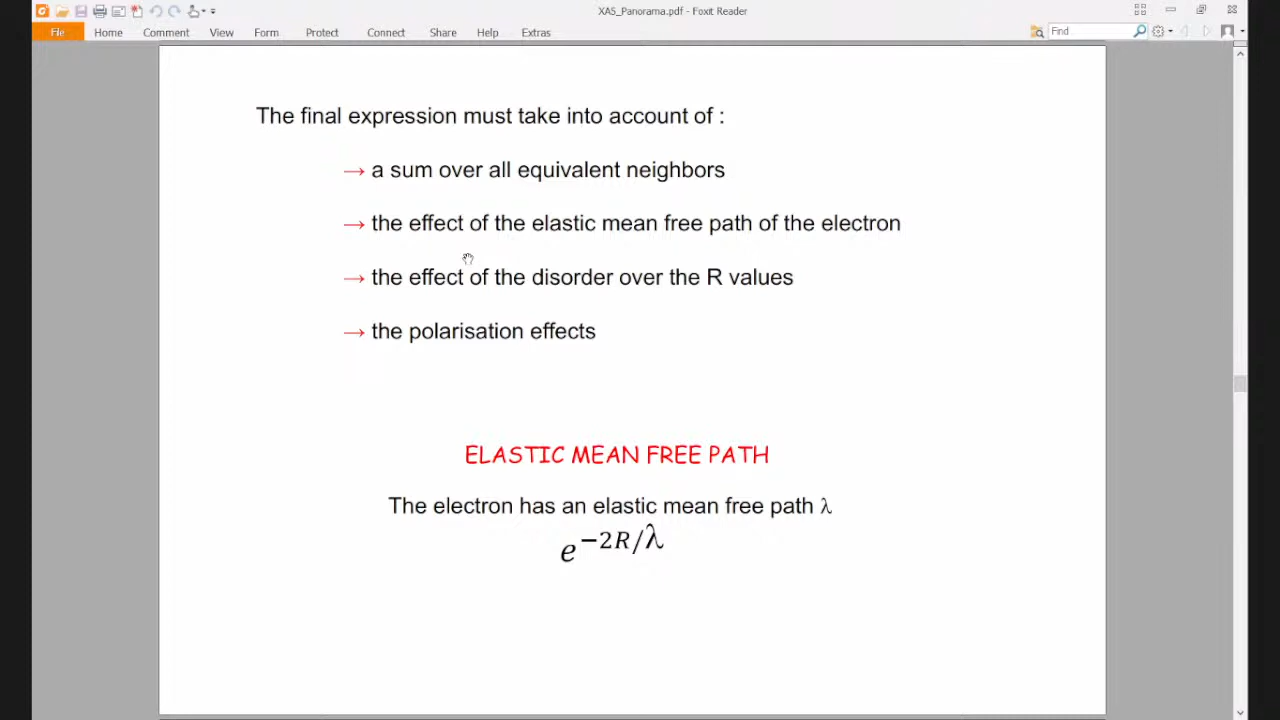 XAS_Panorama.pdf - Foxit Reader
File Home Comment View Form Protect Connect Share Help Extras Find
The final expression must take into account of :
→ a sum over all equivalent neighbors
→ the effect of the elastic mean free path of the electron
→ the effect of the disorder over the R values
→ the polarisation effects
ELASTIC MEAN FREE PATH
The electron has an elastic mean free path λ
e^{-2R/λ}